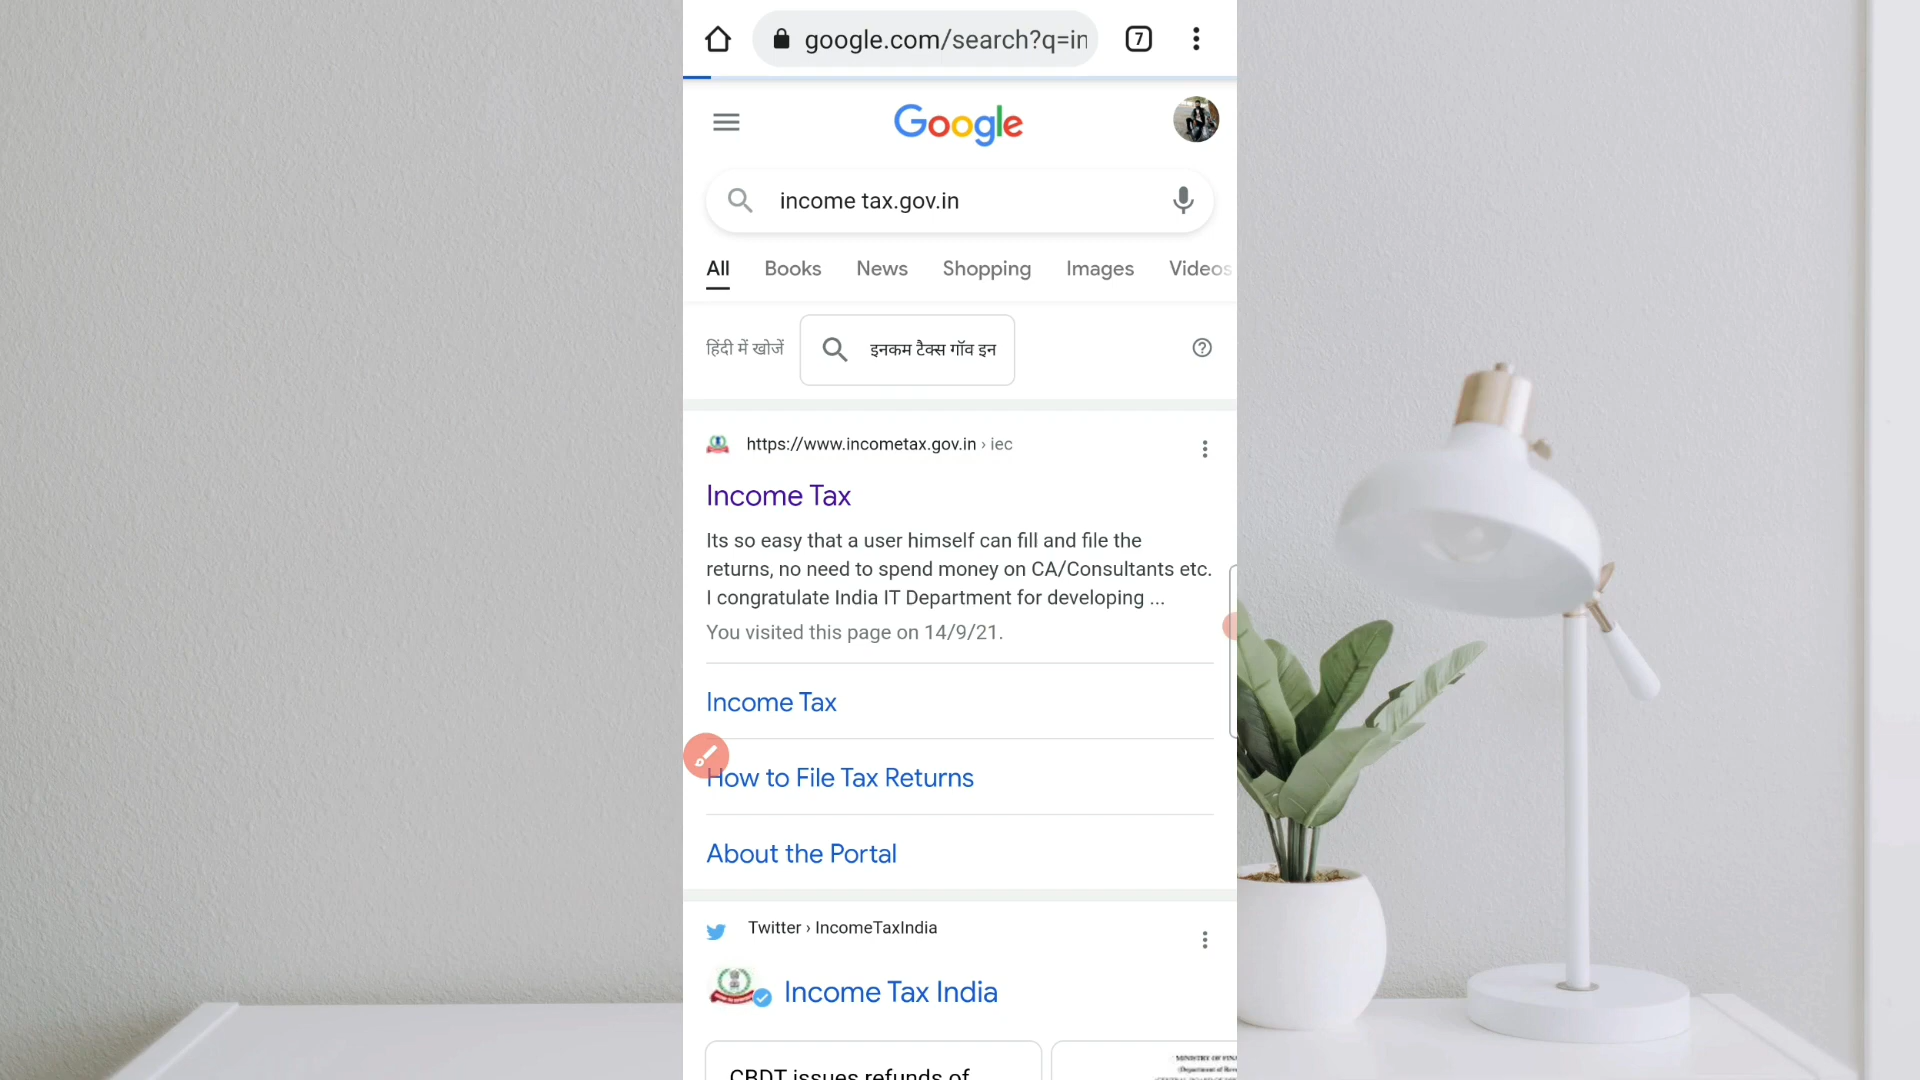 google.com/search?q=in
7
Google
income tax.gov.in
All Books News Shopping Images Videos
हिंदी में खोजें इनकम टैक्स गॉव इन
https://www.incometax.gov.in › iec
Income Tax
Its so easy that a user himself can fill and file the
returns, no need to spend money on CA/Consultants etc.
I congratulate India IT Department for developing ...
You visited this page on 14/9/21.
Income Tax
How to File Tax Returns
About the Portal
Twitter › IncomeTaxIndia
Income Tax India
CBDT issues refunds of
MINISTRY OF